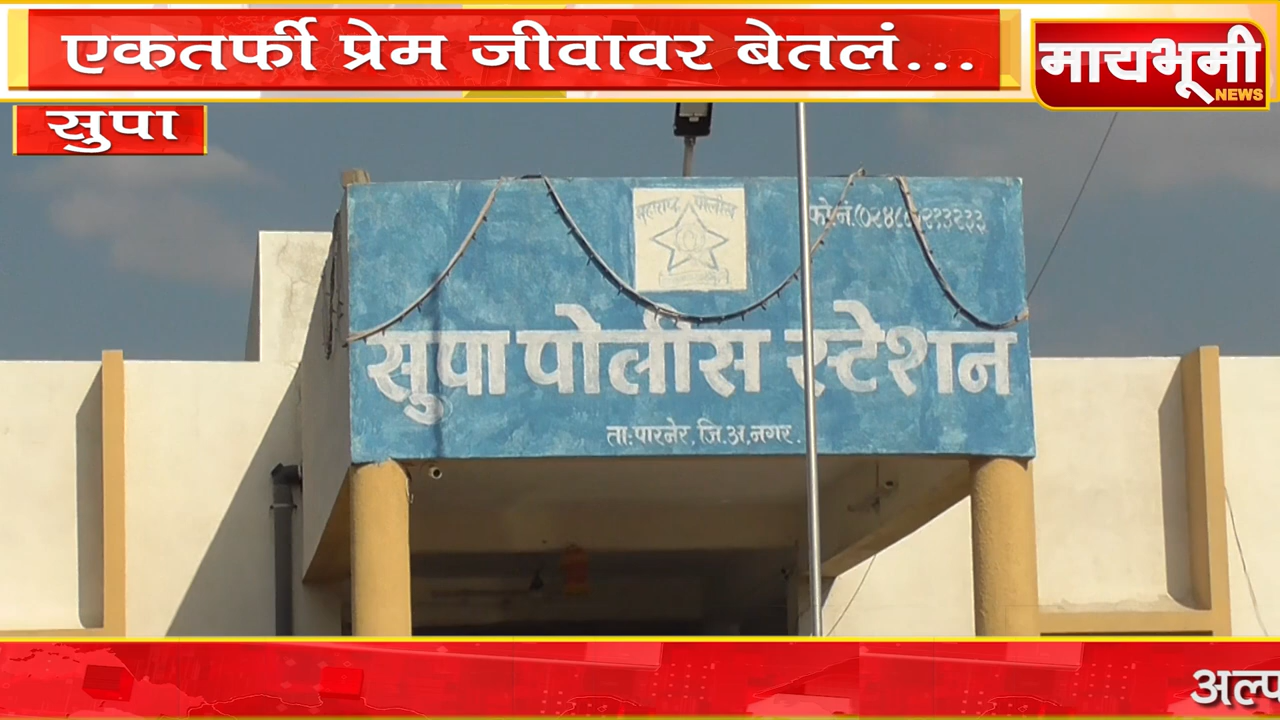 एकतर्फी प्रेम जीवावर बेतलं...
मायभूमी
NEWS
सुपा
महाराष्ट्र पोलीस
फोनं.
सुपा पोलीस स्टेशन
ता:पारनेर, जि.अ,नगर.
अल्प